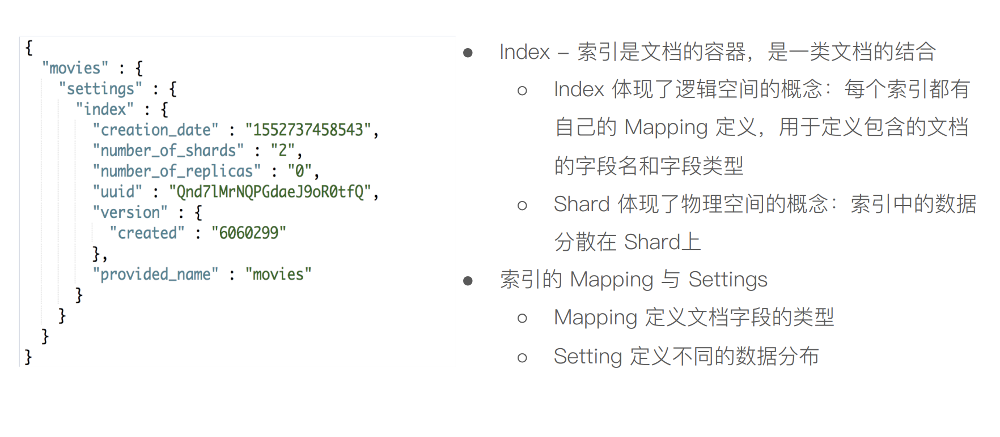 {
"movies" : {
"settings" : {
"index" : {
"creation_date" : "1552737458543",
"number_of_shards" : "2",
"number_of_replicas" : "0",
"uuid" : "Qnd7lMrNQPGdaeJ9oR0tfQ",
"version" : {
"created" : "6060299"
},
"provided_name" : "movies"
}
}
}
}
● Index – 索引是文档的容器，是一类文档的结合
○ Index 体现了逻辑空间的概念：每个索引都有
自己的 Mapping 定义，用于定义包含的文档
的字段名和字段类型
○ Shard 体现了物理空间的概念：索引中的数据
分散在 Shard上
● 索引的 Mapping 与 Settings
○ Mapping 定义文档字段的类型
○ Setting 定义不同的数据分布